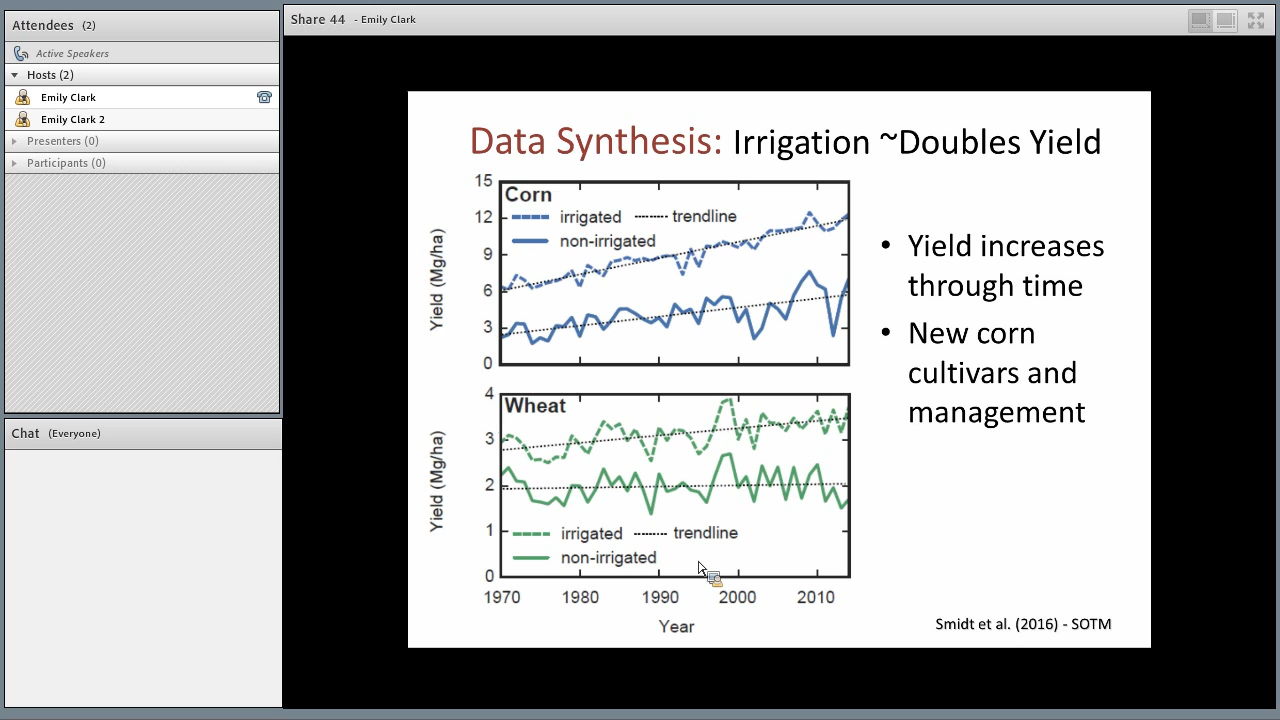 Attendees (2)
Active Speakers
Hosts (2)
Emily Clark
Emily Clark 2
Presenters (0)
Participants (0)
Chat (Everyone)
Share 44 - Emily Clark
Data Synthesis: Irrigation ~Doubles Yield
Corn
irrigated
trendline
non-irrigated
Yield (Mg/ha)
15
12
9
6
3
0
Wheat
irrigated
trendline
non-irrigated
Yield (Mg/ha)
4
3
2
1
0
1970 1980 1990 2000 2010
Year
• Yield increases
through time
• New corn
cultivars and
management
Smidt et al. (2016) - SOTM